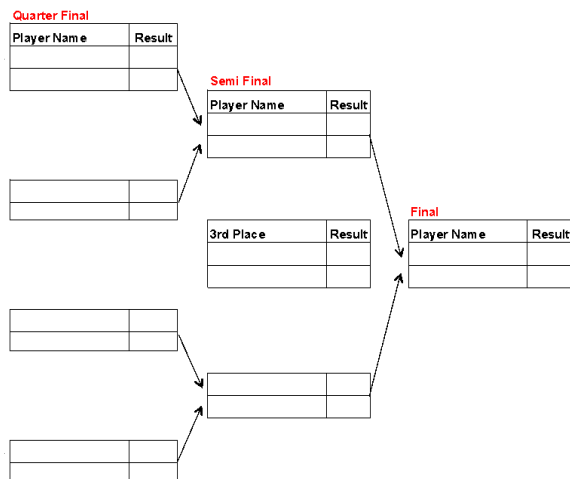 Quarter Final
Player Name Result
Semi Final
Player Name Result
3rd Place Result
Final
Player Name Result